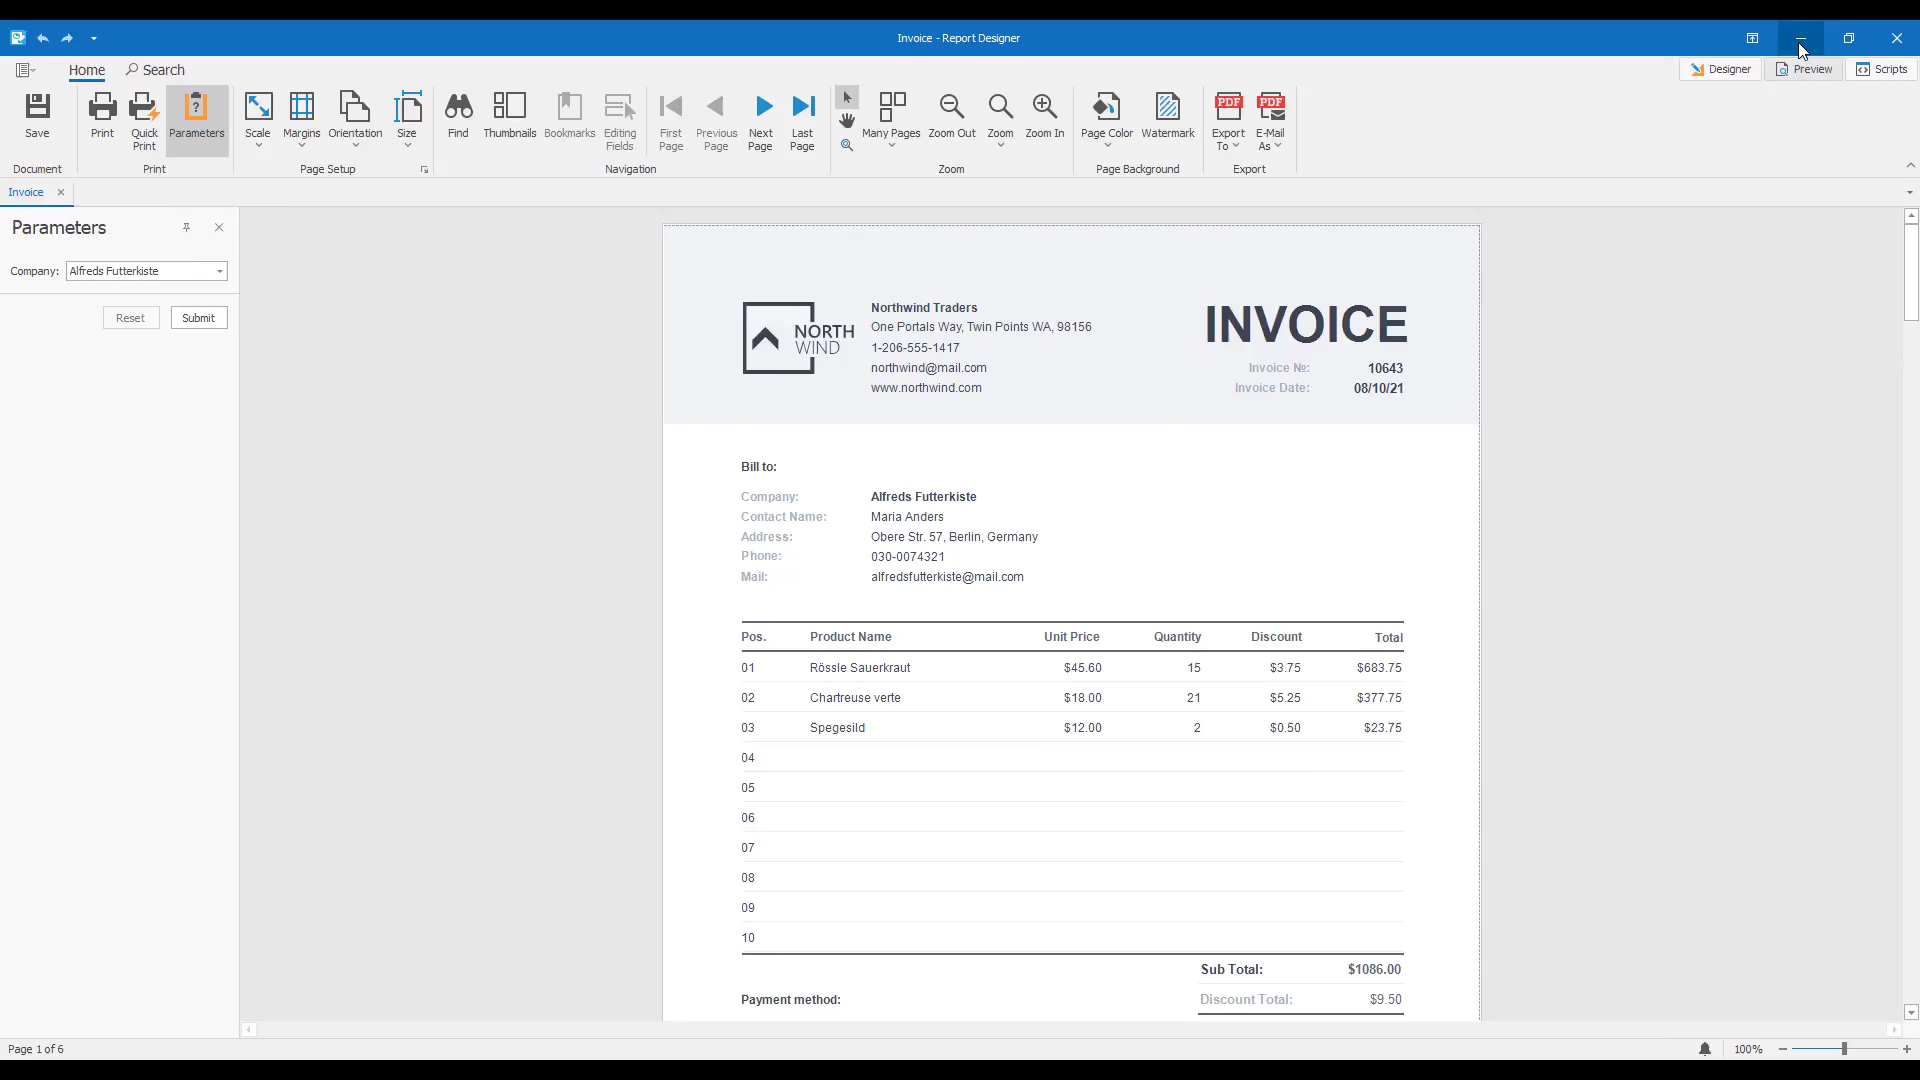 Invoice - Report Designer
Home Search
Designer Preview Scripts
Save Print Quick Print Parameters Scale Margins Orientation Size Find Thumbnails Bookmarks Editing Fields First Page Previous Page Next Page Last Page Many Pages Zoom Out Zoom Zoom In Page Color Watermark PDF Export To PDF E-Mail As
Document Print Page Setup Navigation Zoom Page Background Export
Invoice
Parameters
Company: Alfreds Futterkiste
Reset Submit
NORTH
WIND
Northwind Traders
One Portals Way, Twin Points WA, 98156
1-206-555-1417
northwind@mail.com
www.northwind.com
INVOICE
Invoice №: 10643
Invoice Date: 08/10/21
Bill to:
Company: Alfreds Futterkiste
Contact Name: Maria Anders
Address: Obere Str. 57, Berlin, Germany
Phone: 030-0074321
Mail: alfredsfutterkiste@mail.com
Pos. Product Name Unit Price Quantity Discount Total
01 Rössle Sauerkraut $45.60 15 $3.75 $683.75
02 Chartreuse verte $18.00 21 $5.25 $377.75
03 Spegesild $12.00 2 $0.50 $23.75
04
05
06
07
08
09
10
Sub Total: $1086.00
Payment method: Discount Total: $9.50
Page 1 of 6 100%